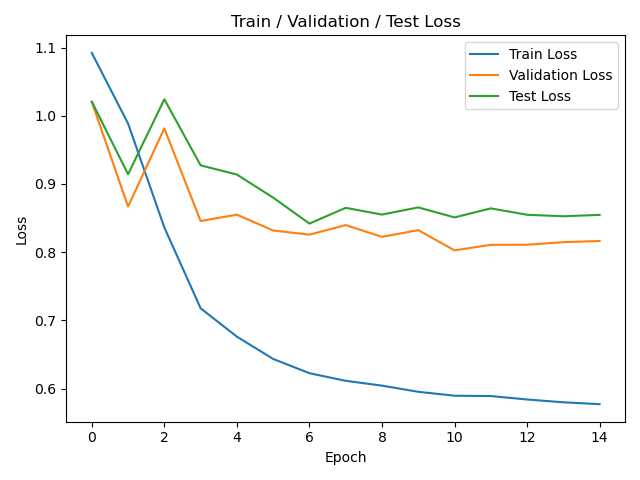 Train / Validation / Test Loss
Train Loss
Validation Loss
Test Loss
1.1
1.0
0.9
0.8
0.7
0.6
Loss
0 2 4 6 8 10 12 14
Epoch